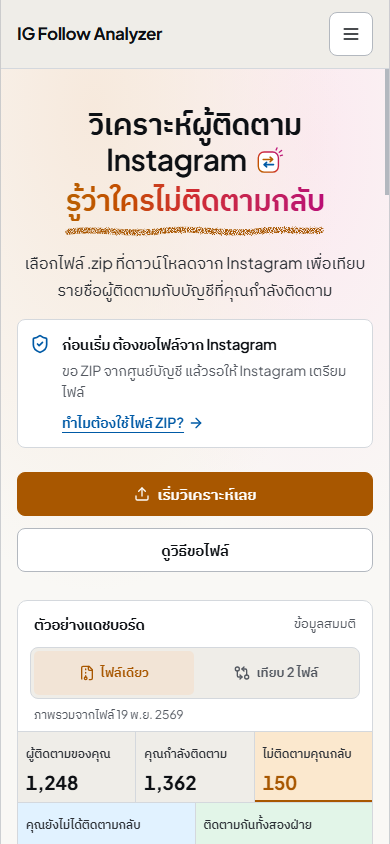 IG Follow Analyzer
วิเคราะห์ผู้ติดตาม
Instagram
รู้ว่าใครไม่ติดตามกลับ
เลือกไฟล์ .zip ที่ดาวน์โหลดจาก Instagram เพื่อเทียบ
รายชื่อผู้ติดตามกับบัญชีที่คุณกำลังติดตาม
ก่อนเริ่ม ต้องขอไฟล์จาก Instagram
ขอ ZIP จากศูนย์บัญชี แล้วรอให้ Instagram เตรียม
ไฟล์
ทำไมต้องใช้ไฟล์ ZIP?
เริ่มวิเคราะห์เลย
ดูวิธีขอไฟล์
ตัวอย่างแดชบอร์ด
ข้อมูลสมมติ
ไฟล์เดียว
เทียบ 2 ไฟล์
ภาพรวมจากไฟล์ 19 พ.ย. 2569
ผู้ติดตามของคุณ
1,248
คุณกำลังติดตาม
1,362
ไม่ติดตามคุณกลับ
150
คุณยังไม่ได้ติดตามกลับ
ติดตามกันทั้งสองฝ่าย